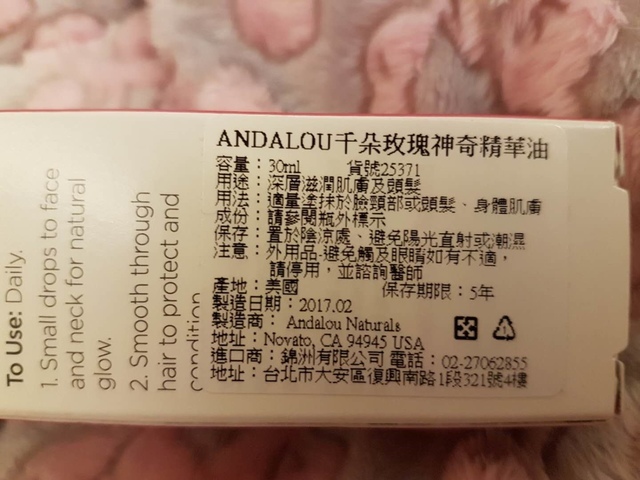 ANDALOU千朵玫瑰神奇精華油
容量：30ml 貨號25371
用途：深層滋潤肌膚及頭髮
用法：適量塗抹於臉頸部或頭髮、身體肌膚
成份：請參閱瓶外標示
保存：置於陰涼處、避免陽光直射或潮濕
注意：外用品-避免觸及眼睛如有不適，
請停用，並諮詢醫師
產地：美國 保存期限：5年
製造日期：2017.02
製造商： Andalou Naturals
地址：Novato, CA 94945 USA
進口商：錦洲有限公司 電話：02-27062855
地址：台北市大安區復興南路1段321號4樓
To Use: Daily.
1. Small drops to face
and neck for natural
glow.
2. Smooth through
hair to protect and
condition